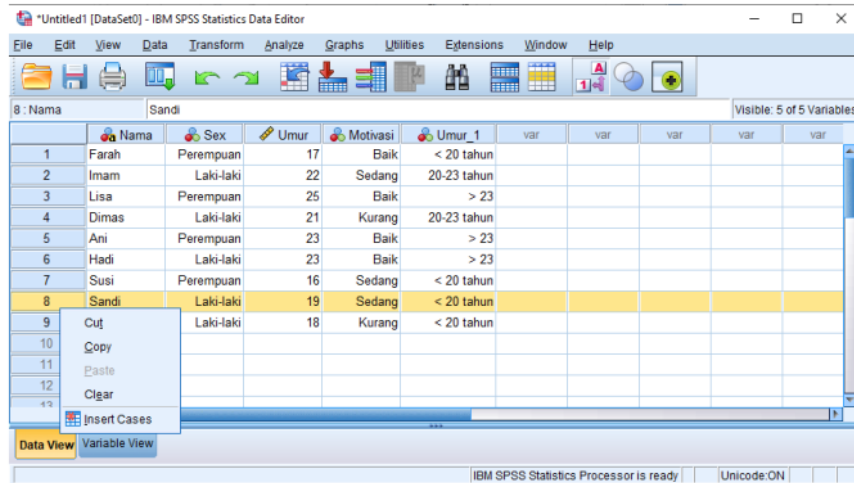 *Untitled1 [DataSet0] - IBM SPSS Statistics Data Editor
File Edit View Data Transform Analyze Graphs Utilities Extensions Window Help
8 : Nama Sandi Visible: 5 of 5 Variables
Nama Sex Umur Motivasi Umur_1 var var var var var
1 Farah Perempuan 17 Baik < 20 tahun
2 Imam Laki-laki 22 Sedang 20-23 tahun
3 Lisa Perempuan 25 Baik > 23
4 Dimas Laki-laki 21 Kurang 20-23 tahun
5 Ani Perempuan 23 Baik > 23
6 Hadi Laki-laki 23 Baik > 23
7 Susi Perempuan 16 Sedang < 20 tahun
8 Sandi Laki-laki 19 Sedang < 20 tahun
9 Laki-laki 18 Kurang < 20 tahun
10
11
12
13
Cut
Copy
Paste
Clear
Insert Cases
Data View Variable View
IBM SPSS Statistics Processor is ready Unicode:ON